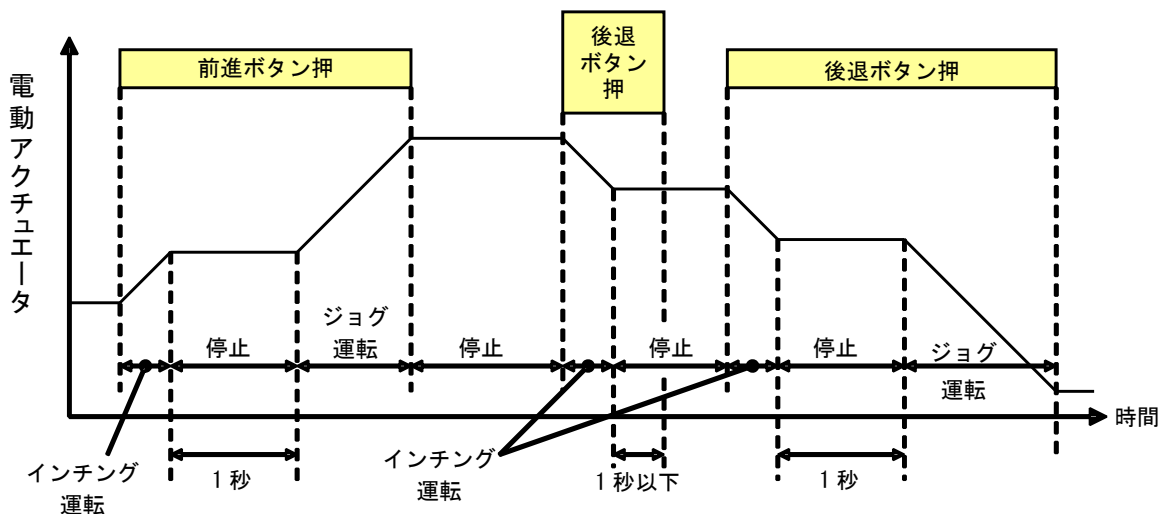 前進ボタン押
後退
ボタン
押
後退ボタン押
電動アクチュエータ
停止
ジョグ
運転
停止
停止
停止
ジョグ
運転
時間
インチング
運転
1秒
インチング
運転
1秒以下
1秒